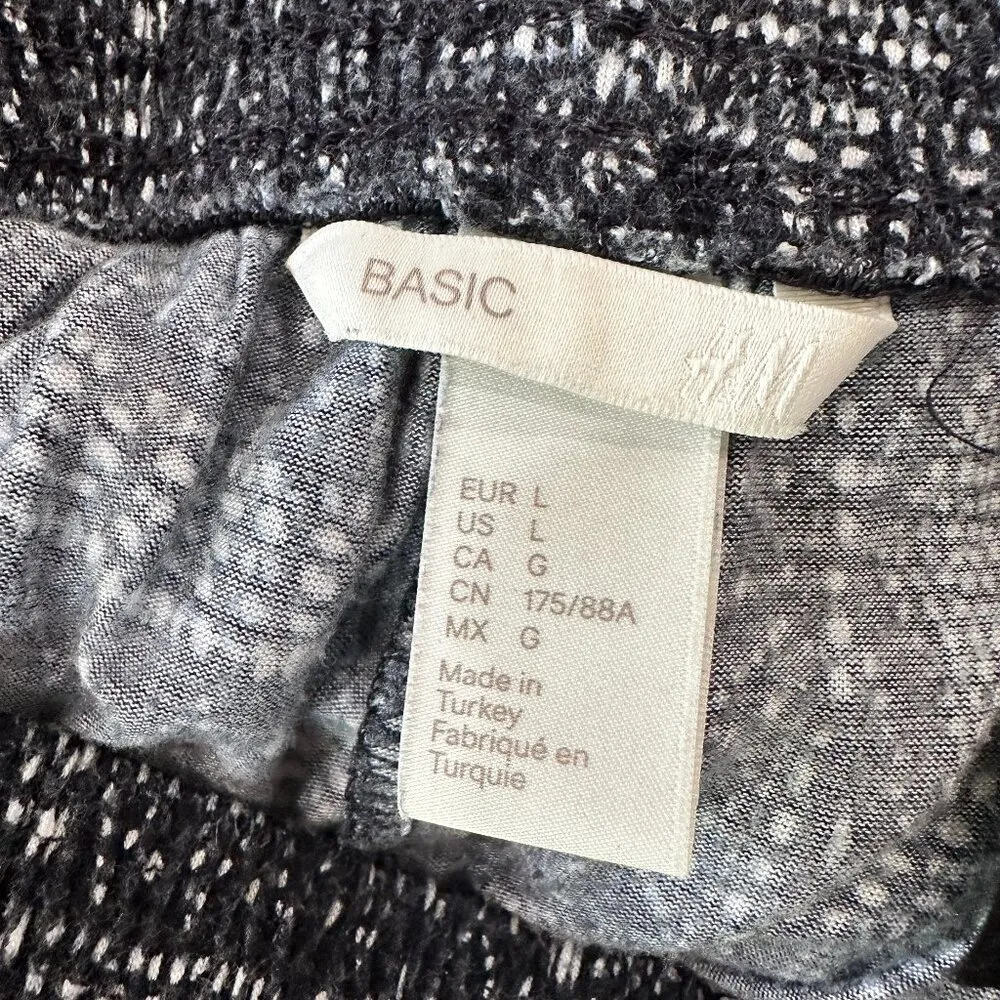 BASIC H&M
EUR L
US L
CA G
CN 175/88A
MX G
Made in
Turkey
Fabriqué en
Turquie